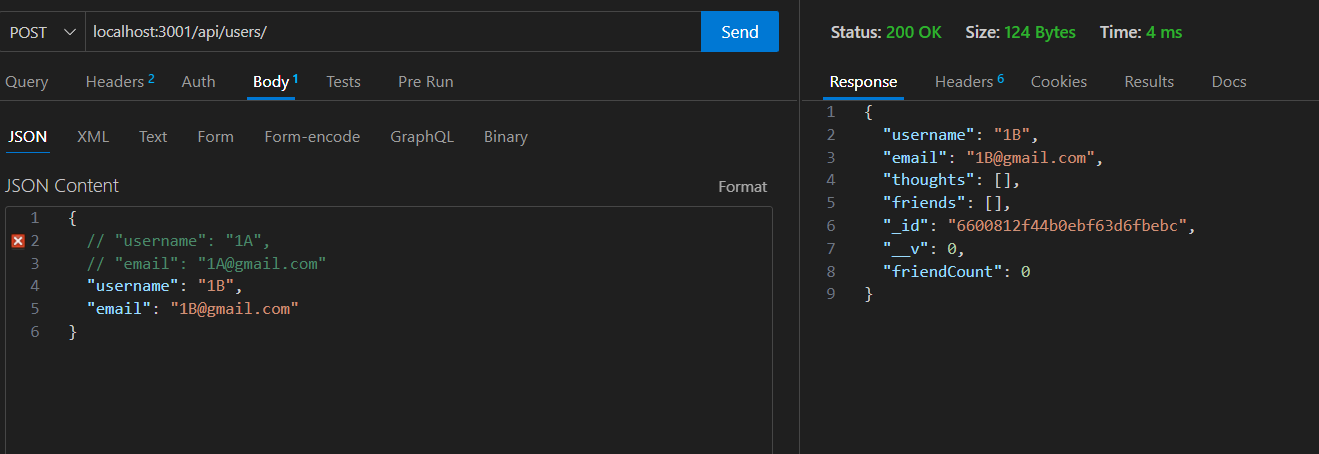 POST localhost:3001/api/users/ Send
Query Headers 2 Auth Body 1 Tests Pre Run
JSON XML Text Form Form-encode GraphQL Binary
JSON Content Format
1 {
2 // "username": "1A",
3 // "email": "1A@gmail.com"
4 "username": "1B",
5 "email": "1B@gmail.com"
6 }
Status: 200 OK Size: 124 Bytes Time: 4 ms
Response Headers 6 Cookies Results Docs
1 {
2 "username": "1B",
3 "email": "1B@gmail.com",
4 "thoughts": [],
5 "friends": [],
6 "_id": "6600812f44b0ebf63d6fbebc",
7 "__v": 0,
8 "friendCount": 0
9 }